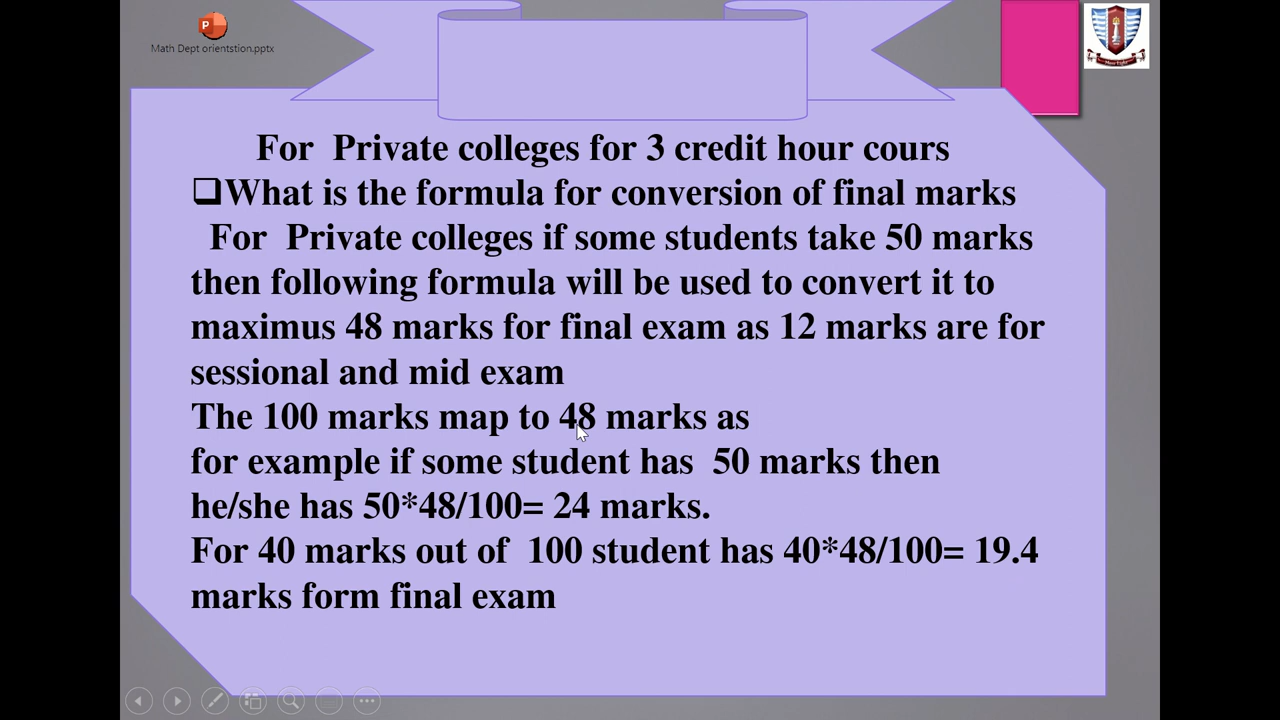 Math Dept orientstion.pptx
For Private colleges for 3 credit hour cours
❑What is the formula for conversion of final marks
For Private colleges if some students take 50 marks
then following formula will be used to convert it to
maximus 48 marks for final exam as 12 marks are for
sessional and mid exam
The 100 marks map to 48 marks as
for example if some student has 50 marks then
he/she has 50*48/100= 24 marks.
For 40 marks out of 100 student has 40*48/100= 19.4
marks form final exam